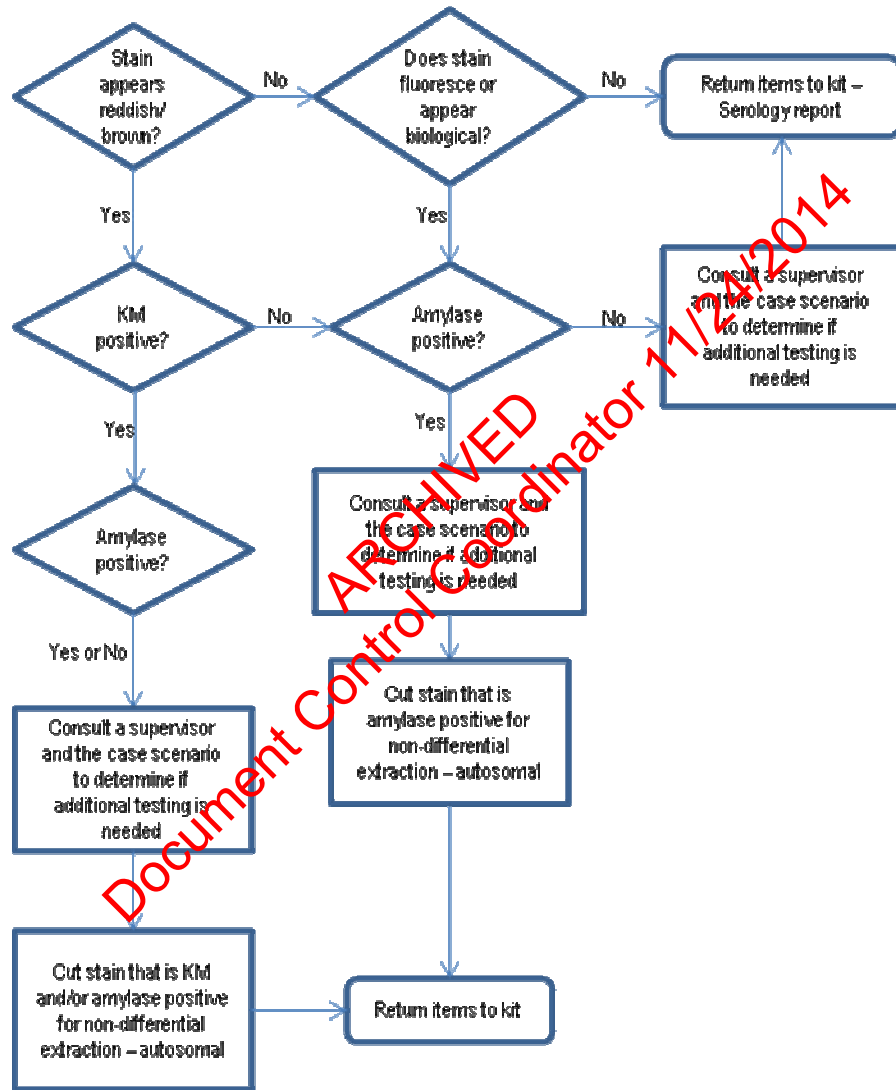 Stain
appears
reddish/
brown?
No
Does stain
fluoresce or
appear
biological?
No
Return items to kit –
Serology report
Yes
Yes
KM
positive?
No
Amylase
positive?
No
Consult a supervisor
and the case scenario
to determine if
additional testing is
needed
Yes
Yes
Amylase
positive?
Consult a supervisor and
the case scenario to
determine if additional
testing is needed
Yes or No
Consult a supervisor
and the case scenario
to determine if
additional testing is
needed
Cut stain that is
amylase positive for
non-differential
extraction – autosomal
Cut stain that is KM
and/or amylase positive
for non-differential
extraction – autosomal
Return items to kit
ARCHIVED
Document Control Coordinator 11/24/2014